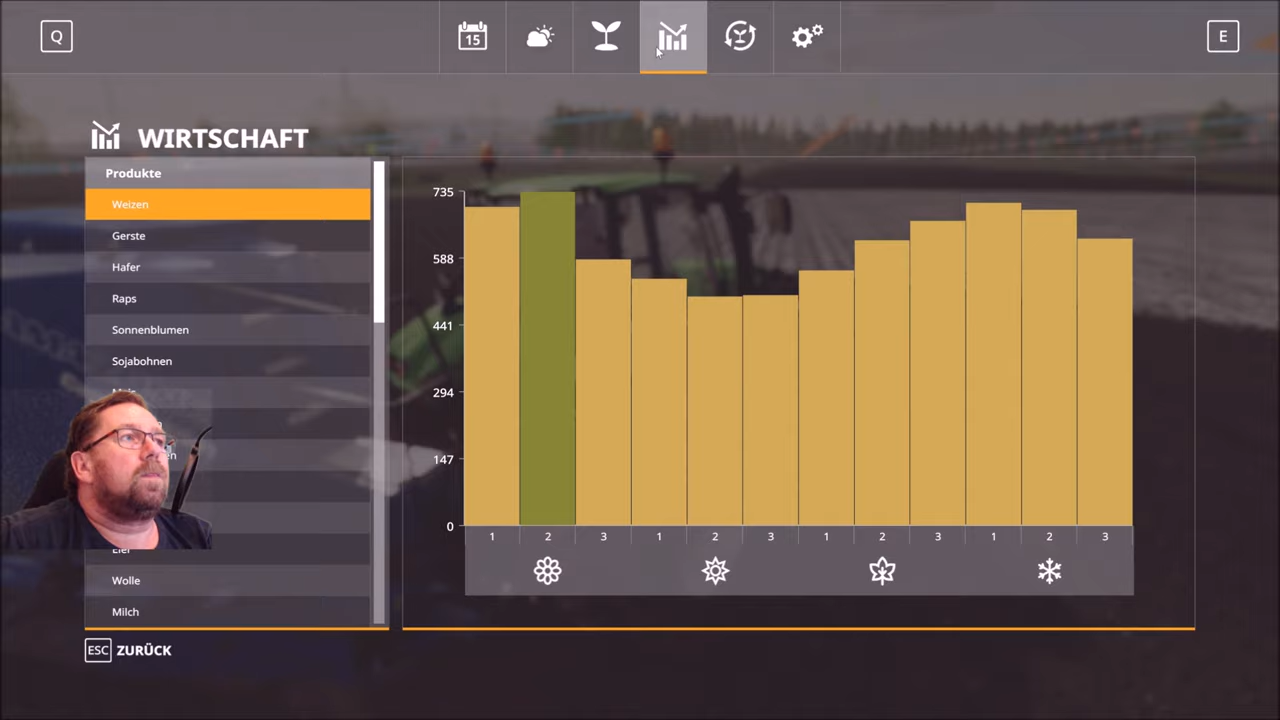 Q
15
E
WIRTSCHAFT
Produkte
Weizen
Gerste
Hafer
Raps
Sonnenblumen
Sojabohnen
Eier
Wolle
Milch
735
588
441
294
147
0
1 2 3 1 2 3 1 2 3 1 2 3
ESC ZURÜCK